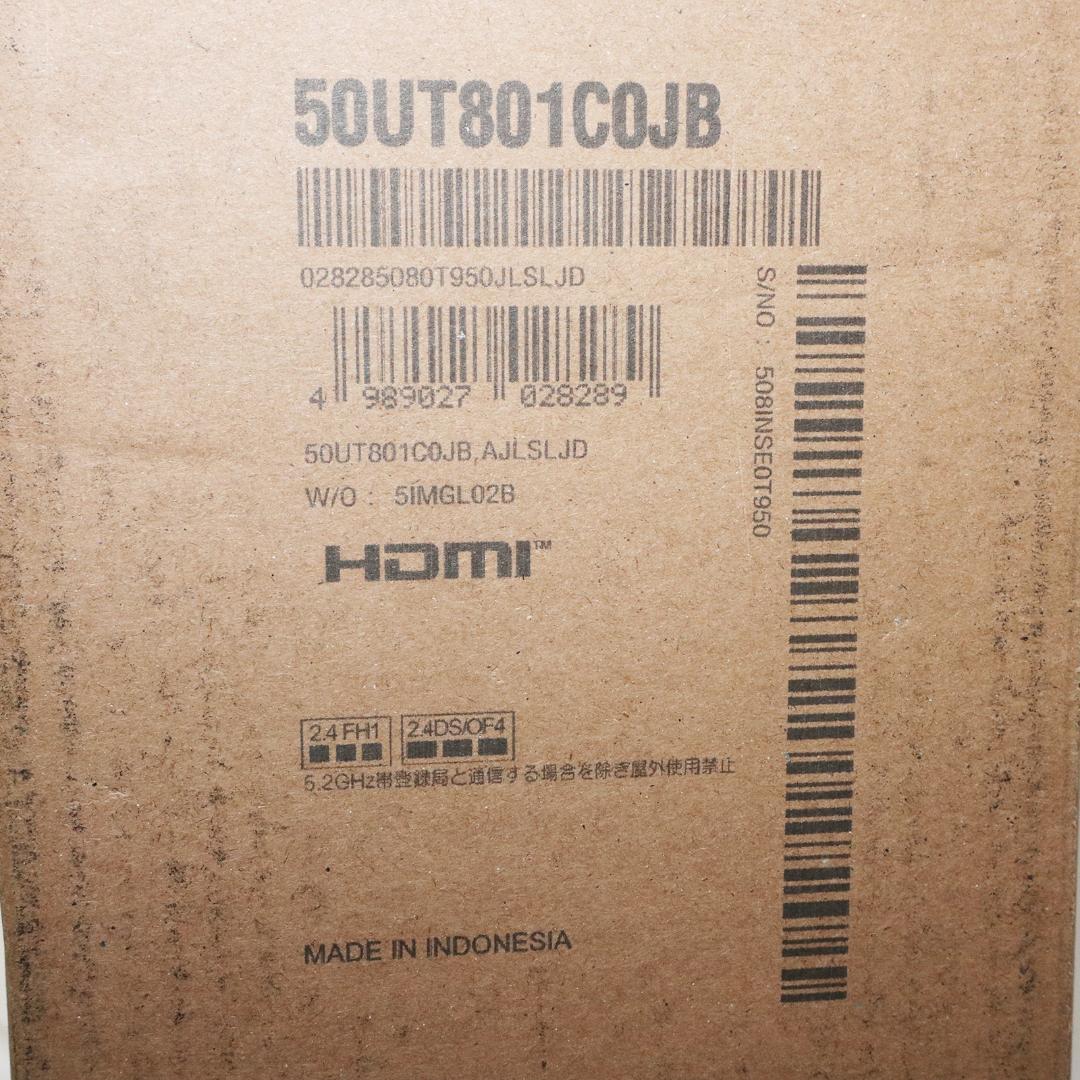 50UT801C0JB
028285080T950JLSLJD
4 989027 028289
50UT801C0JB.AJLSLJD
W/O : 5IMGL02B
HDMI™
2.4 FH1
2.4DS/OF4
5.2GHz帯登録局と通信する場合を除き屋外使用禁止
MADE IN INDONESIA
S/NO : 508INSE0T950